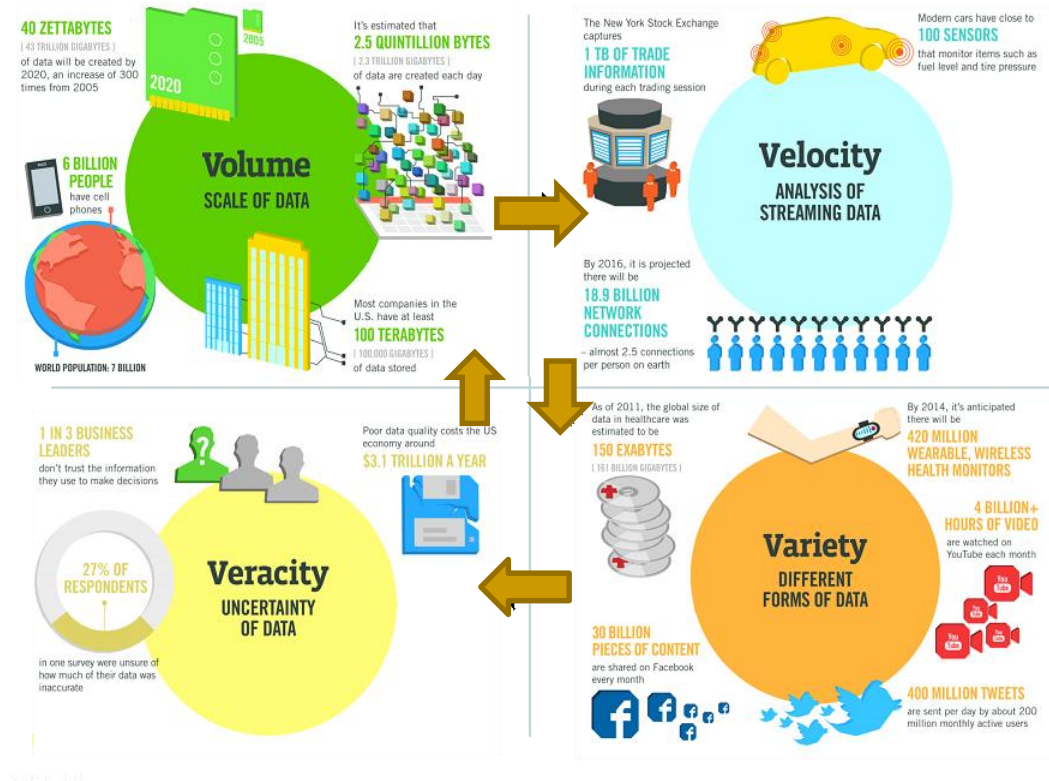 40 ZETTABYTES
[ 43 TRILLION GIGABYTES ]
of data will be created by
2020, an increase of 300
times from 2005
2020
2005
It's estimated that
2.5 QUINTILLION BYTES
[ 2.3 TRILLION GIGABYTES ]
of data are created each day
6 BILLION
PEOPLE
have cell
phones
WORLD POPULATION: 7 BILLION
Volume
SCALE OF DATA
Most companies in the
U.S. have at least
100 TERABYTES
[ 100,000 GIGABYTES ]
of data stored
The New York Stock Exchange
captures
1 TB OF TRADE
INFORMATION
during each trading session
Modern cars have close to
100 SENSORS
that monitor items such as
fuel level and tire pressure
Velocity
ANALYSIS OF
STREAMING DATA
By 2016, it is projected
there will be
18.9 BILLION
NETWORK
CONNECTIONS
– almost 2.5 connections
per person on earth
1 IN 3 BUSINESS
LEADERS
don't trust the information
they use to make decisions
?
Poor data quality costs the US
economy around
$3.1 TRILLION A YEAR
27% OF
RESPONDENTS
in one survey were unsure of
how much of their data was
inaccurate
Veracity
UNCERTAINTY
OF DATA
As of 2011, the global size of
data in healthcare was
estimated to be
150 EXABYTES
[ 161 BILLION GIGABYTES ]
By 2014, it's anticipated
there will be
420 MILLION
WEARABLE, WIRELESS
HEALTH MONITORS
4 BILLION+
HOURS OF VIDEO
are watched on
YouTube each month
You
Tube
You
Tube
You
Tube
You
Tube
Variety
DIFFERENT
FORMS OF DATA
30 BILLION
PIECES OF CONTENT
are shared on Facebook
every month
400 MILLION TWEETS
are sent per day by about 200
million monthly active users